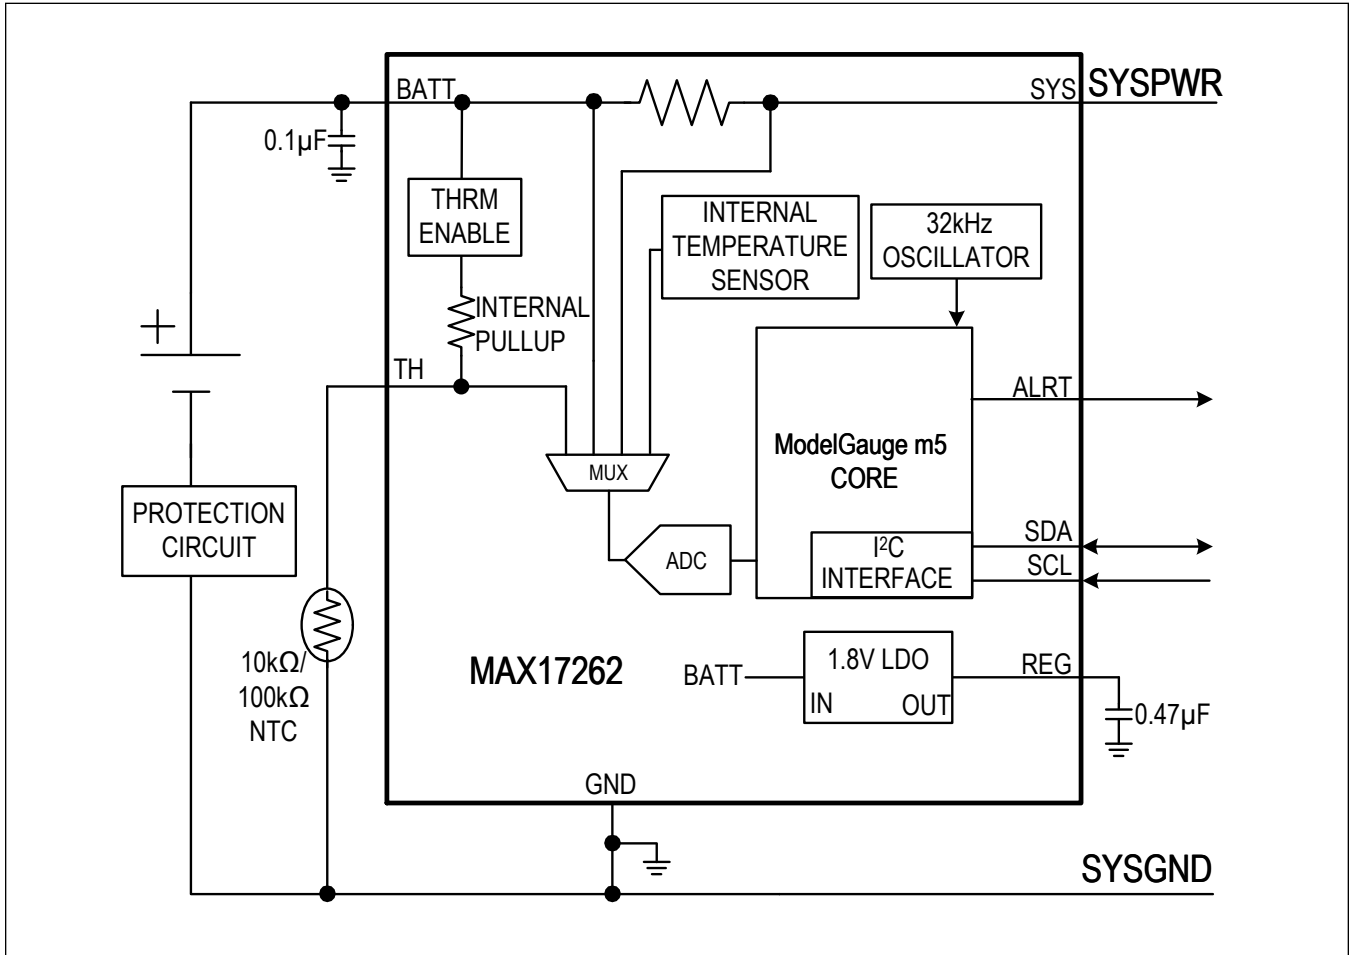 BATT
SYS
SYSPWR
0.1µF
THRM
ENABLE
INTERNAL
TEMPERATURE
SENSOR
32kHz
OSCILLATOR
INTERNAL
PULLUP
+
TH
ALRT
ModelGauge m5
CORE
MUX
PROTECTION
CIRCUIT
ADC
I²C
INTERFACE
SDA
SCL
10kΩ/
100kΩ
NTC
MAX17262
BATT
1.8V LDO
IN
OUT
REG
0.47µF
GND
SYSGND